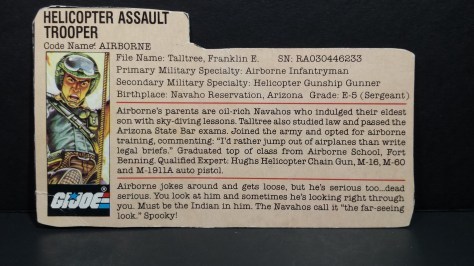 HELICOPTER ASSAULT
TROOPER
Code Name: AIRBORNE
File Name: Talltree, Franklin E. SN: RA030446233
Primary Military Specialty: Airborne Infantryman
Secondary Military Specialty: Helicopter Gunship Gunner
Birthplace: Navaho Reservation, Arizona Grade: E-5 (Sergeant)
Airborne's parents are oil-rich Navahos who indulged their eldest
son with sky-diving lessons. Talltree also studied law and passed the
Arizona State Bar exams. Joined the army and opted for airborne
training, commenting: "I'd rather jump out of airplanes than write
legal briefs." Graduated top of class from Airborne School, Fort
Benning. Qualified Expert: Hughs Helicopter Chain Gun, M-16, M-60
and M-1911A auto pistol.
Airborne jokes around and gets loose, but he's serious too...dead
serious. You look at him and sometimes he's looking right through
you. Must be the Indian in him. The Navahos call it "the far-seeing
look." Spooky!
GI JOE